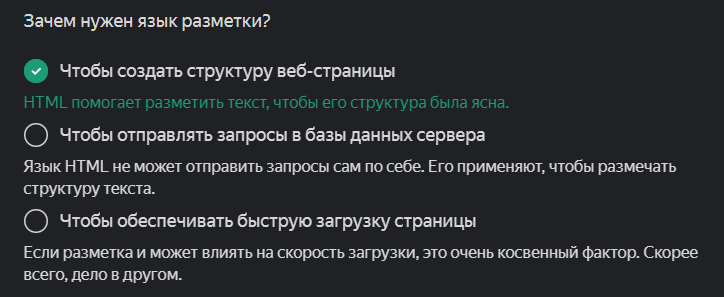 Зачем нужен язык разметки?
Чтобы создать структуру веб-страницы
HTML помогает разметить текст, чтобы его структура была ясна.
Чтобы отправлять запросы в базы данных сервера
Язык HTML не может отправить запросы сам по себе. Его применяют, чтобы размечать
структуру текста.
Чтобы обеспечивать быструю загрузку страницы
Если разметка и может влиять на скорость загрузки, это очень косвенный фактор. Скорее
всего, дело в другом.